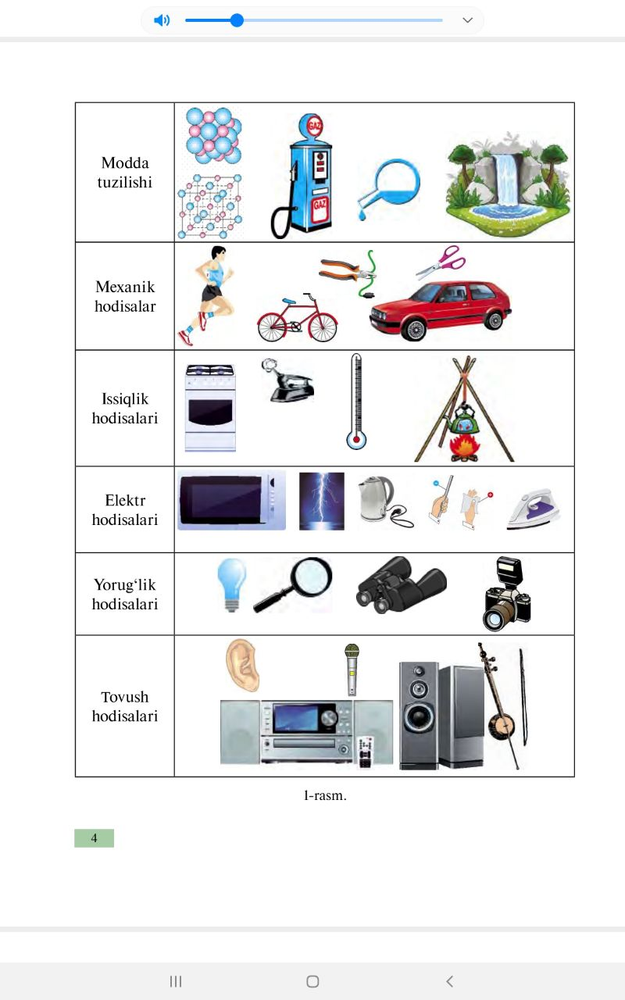 GAZ
GAZ
Modda
tuzilishi
Mexanik
hodisalar
Issiqlik
hodisalari
Elektr
hodisalari
Yorug‘lik
hodisalari
Tovush
hodisalari
1-rasm.
4